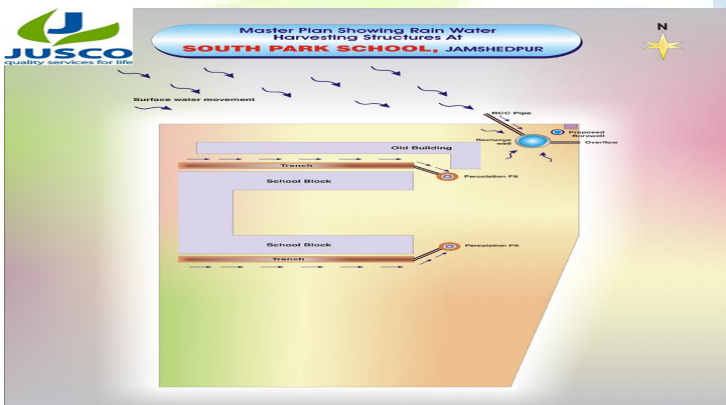 JUSCO
quality services for life
Master Plan Showing Rain Water
Harvesting Structures At
SOUTH PARK SCHOOL, JAMSHEDPUR
N
Surface water movement
RCC Pipe
Proposed
Borewell
Recharge
well
Overflow
Old Building
Trench
Percolation Pit
School Block
School Block
Percolation Pit
Trench